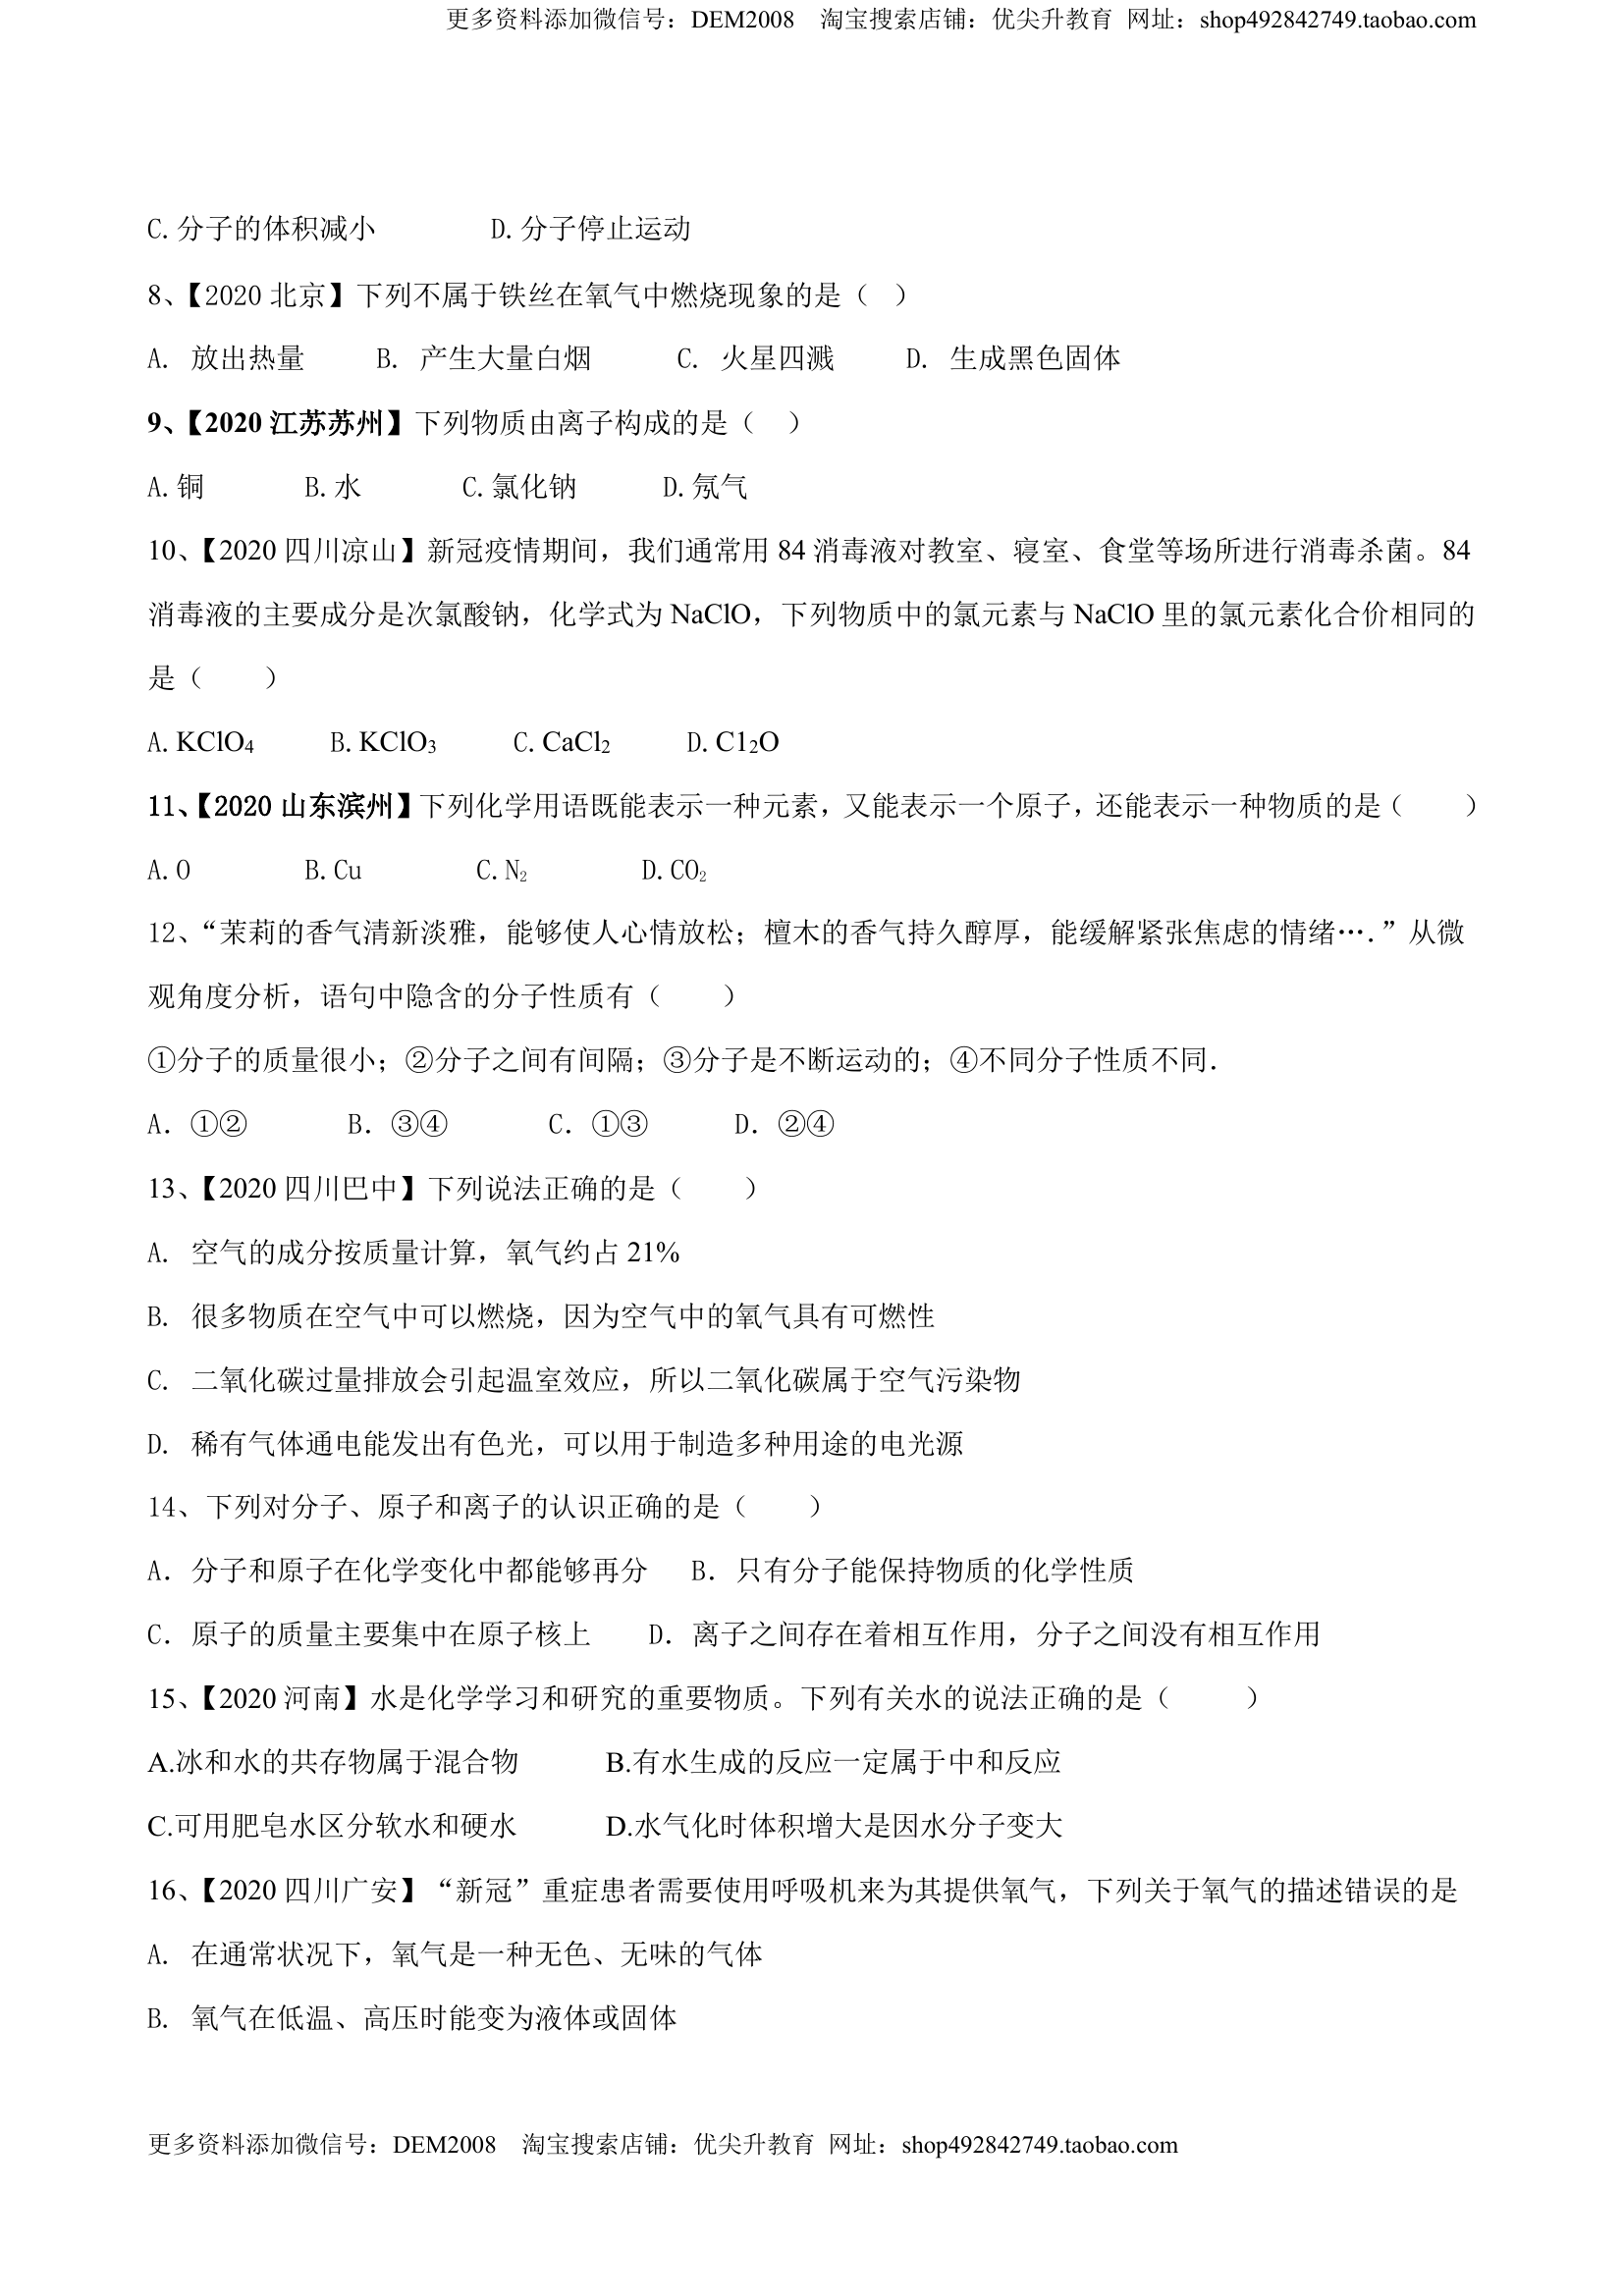 更多资料添加微信号：DEM2008 淘宝搜索店铺：优尖升教育 网址：shop492842749.taobao.com
C.分子的体积减小 D.分子停止运动
8、【2020 北京】下列不属于铁丝在氧气中燃烧现象的是（ ）
A. 放出热量 B. 产生大量白烟 C. 火星四溅 D. 生成黑色固体
9、【2020 江苏苏州】下列物质由离子构成的是（ ）
A.铜 B.水 C.氯化钠 D.氖气
10、【2020 四川凉山】新冠疫情期间，我们通常用 84 消毒液对教室、寝室、食堂等场所进行消毒杀菌。84
消毒液的主要成分是次氯酸钠，化学式为 NaClO，下列物质中的氯元素与 NaClO 里的氯元素化合价相同的
是（ ）
A.KClO₄ B.KClO₃ C.CaCl₂ D.C1₂O
11、【2020 山东滨州】下列化学用语既能表示一种元素，又能表示一个原子，还能表示一种物质的是（ ）
A.O B.Cu C.N₂ D.CO₂
12、“茉莉的香气清新淡雅，能够使人心情放松；檀木的香气持久醇厚，能缓解紧张焦虑的情绪….”从微
观角度分析，语句中隐含的分子性质有（ ）
①分子的质量很小；②分子之间有间隔；③分子是不断运动的；④不同分子性质不同．
A．①② B．③④ C．①③ D．②④
13、【2020 四川巴中】下列说法正确的是（ ）
A. 空气的成分按质量计算，氧气约占 21%
B. 很多物质在空气中可以燃烧，因为空气中的氧气具有可燃性
C. 二氧化碳过量排放会引起温室效应，所以二氧化碳属于空气污染物
D. 稀有气体通电能发出有色光，可以用于制造多种用途的电光源
14、下列对分子、原子和离子的认识正确的是（ ）
A．分子和原子在化学变化中都能够再分 B．只有分子能保持物质的化学性质
C．原子的质量主要集中在原子核上 D．离子之间存在着相互作用，分子之间没有相互作用
15、【2020 河南】水是化学学习和研究的重要物质。下列有关水的说法正确的是（ ）
A.冰和水的共存物属于混合物 B.有水生成的反应一定属于中和反应
C.可用肥皂水区分软水和硬水 D.水气化时体积增大是因水分子变大
16、【2020 四川广安】“新冠”重症患者需要使用呼吸机来为其提供氧气，下列关于氧气的描述错误的是
A. 在通常状况下，氧气是一种无色、无味的气体
B. 氧气在低温、高压时能变为液体或固体
更多资料添加微信号：DEM2008 淘宝搜索店铺：优尖升教育 网址：shop492842749.taobao.com